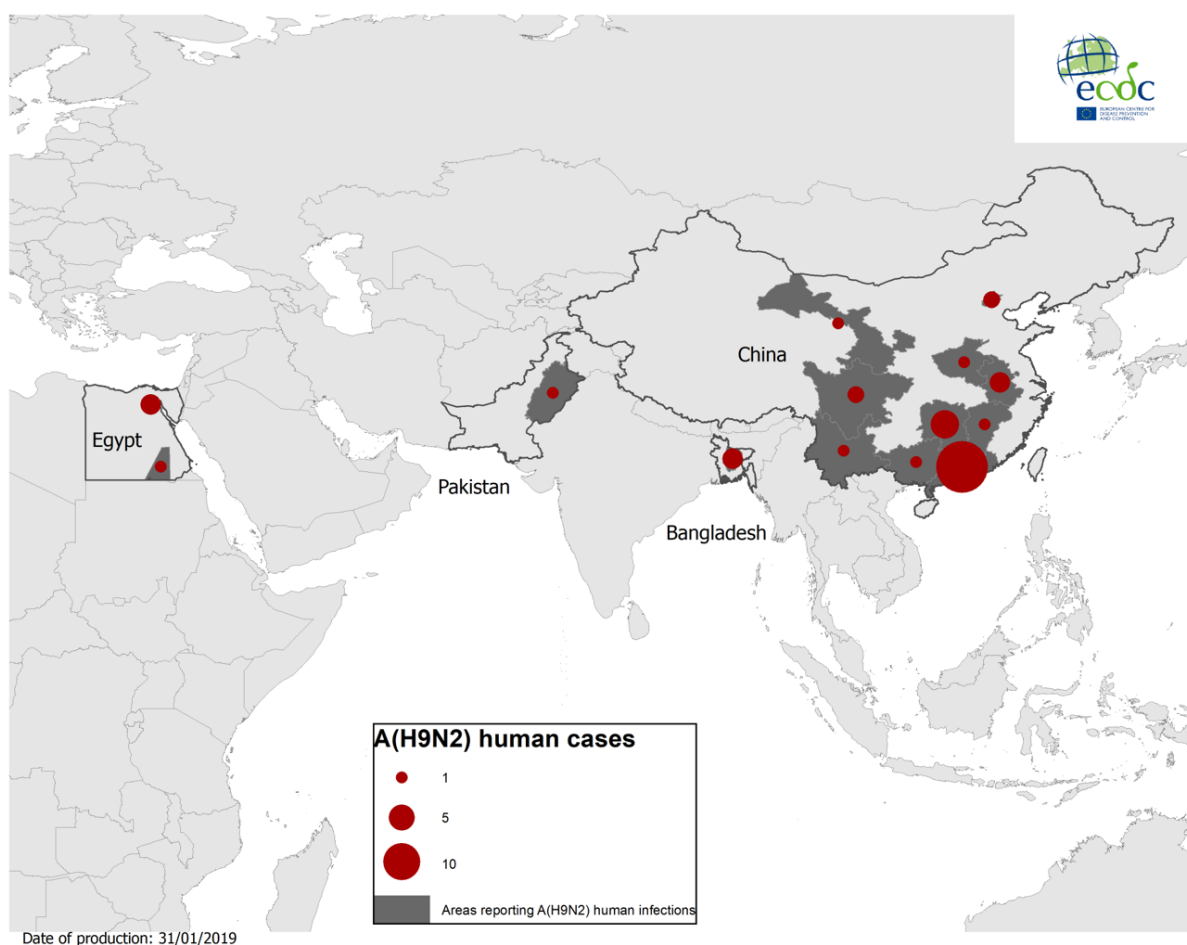 ecdc
EUROPEAN CENTRE FOR
DISEASE PREVENTION
AND CONTROL
China
Egypt
Pakistan
Bangladesh
A(H9N2) human cases
1
5
10
Areas reporting A(H9N2) human infections
Date of production: 31/01/2019